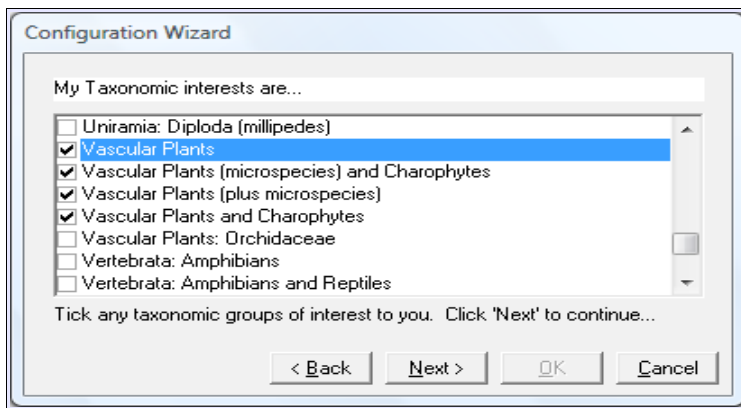 Configuration Wizard
My Taxonomic interests are...
Uniramia: Diploda (millipedes)
Vascular Plants
Vascular Plants (microspecies) and Charophytes
Vascular Plants (plus microspecies)
Vascular Plants and Charophytes
Vascular Plants: Orchidaceae
Vertebrata: Amphibians
Vertebrata: Amphibians and Reptiles
Tick any taxonomic groups of interest to you.  Click 'Next' to continue...
< Back
Next >
OK
Cancel